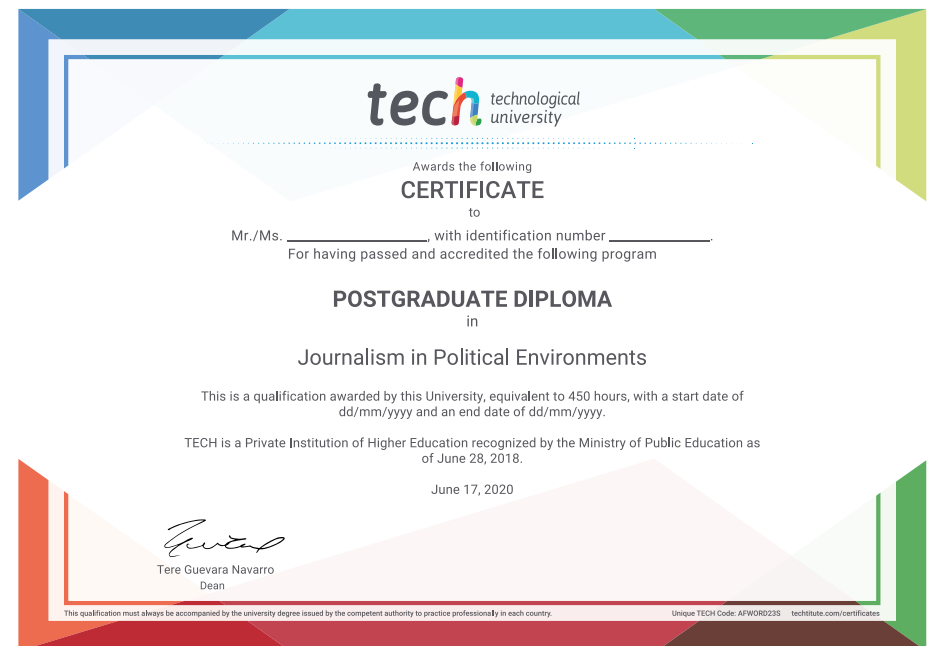 tech technological
university
Awards the following
CERTIFICATE
to
Mr./Ms. ____________________, with identification number ______________.
For having passed and accredited the following program
POSTGRADUATE DIPLOMA
in
Journalism in Political Environments
This is a qualification awarded by this University, equivalent to 450 hours, with a start date of
dd/mm/yyyy and an end date of dd/mm/yyyy.
TECH is a Private Institution of Higher Education recognized by the Ministry of Public Education as
of June 28, 2018.
June 17, 2020
Tere Guevara Navarro
Dean
This qualification must always be accompanied by the university degree issued by the competent authority to practice professionally in each country. Unique TECH Code: AFWORD23S techtitute.com/certificates